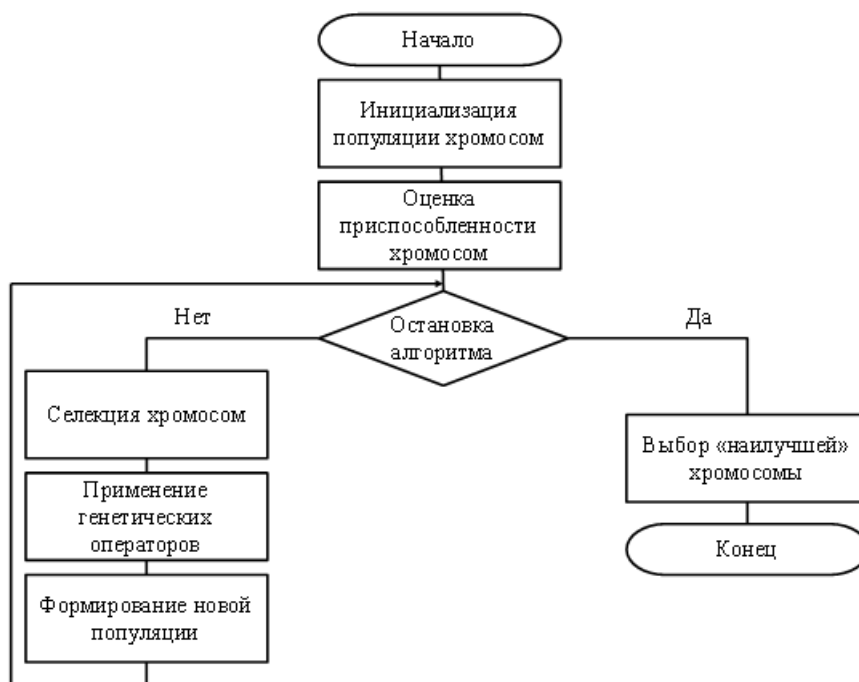 Начало
Инициализация
популяции хромосом
Оценка
приспособленности
хромосом
Нет
Остановка
алгоритма
Да
Селекция хромосом
Применение
генетических
операторов
Формирование новой
популяции
Выбор «наилучшей»
хромосомы
Конец